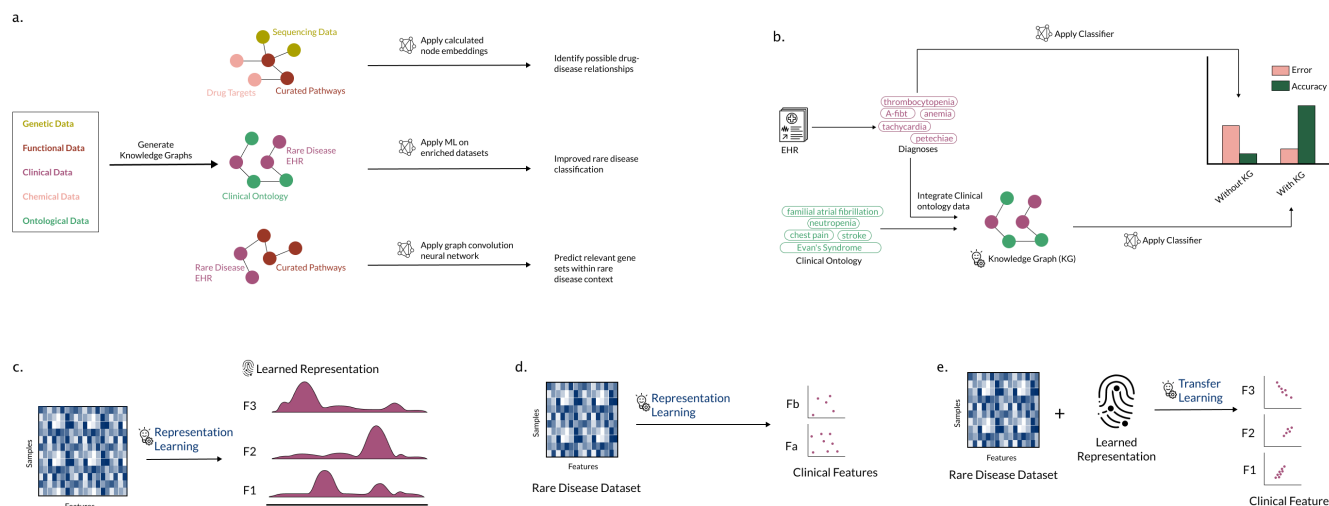 a.
Genetic Data
Functional Data
Clinical Data
Chemical Data
Ontological Data
Generate
Knowledge Graphs
Sequencing Data
Drug Targets
Curated Pathways
Apply calculated
node embeddings
Identify possible drug-
disease relationships
Rare Disease
EHR
Clinical Ontology
Apply ML on
enriched datasets
Improved rare disease
classification
Rare Disease
EHR
Curated Pathways
Apply graph convolution
neural network
Predict relevant gene
sets within rare
disease context
b.
EHR
thrombocytopenia
A-fibt
anemia
tachycardia
petechiae
Diagnoses
Apply Classifier
Error
Accuracy
Without KG
With KG
Integrate Clinical
ontology data
familial atrial fibrillation
neutropenia
chest pain
stroke
Evan's Syndrome
Clinical Ontology
Knowledge Graph (KG)
Apply Classifier
c.
Samples
Features
Representation
Learning
Learned Representation
F3
F2
F1
d.
Samples
Features
Rare Disease Dataset
Representation
Learning
Fb
Fa
Clinical Features
e.
Samples
Features
Rare Disease Dataset
+
Learned
Representation
Transfer
Learning
F3
F2
F1
Clinical Feature